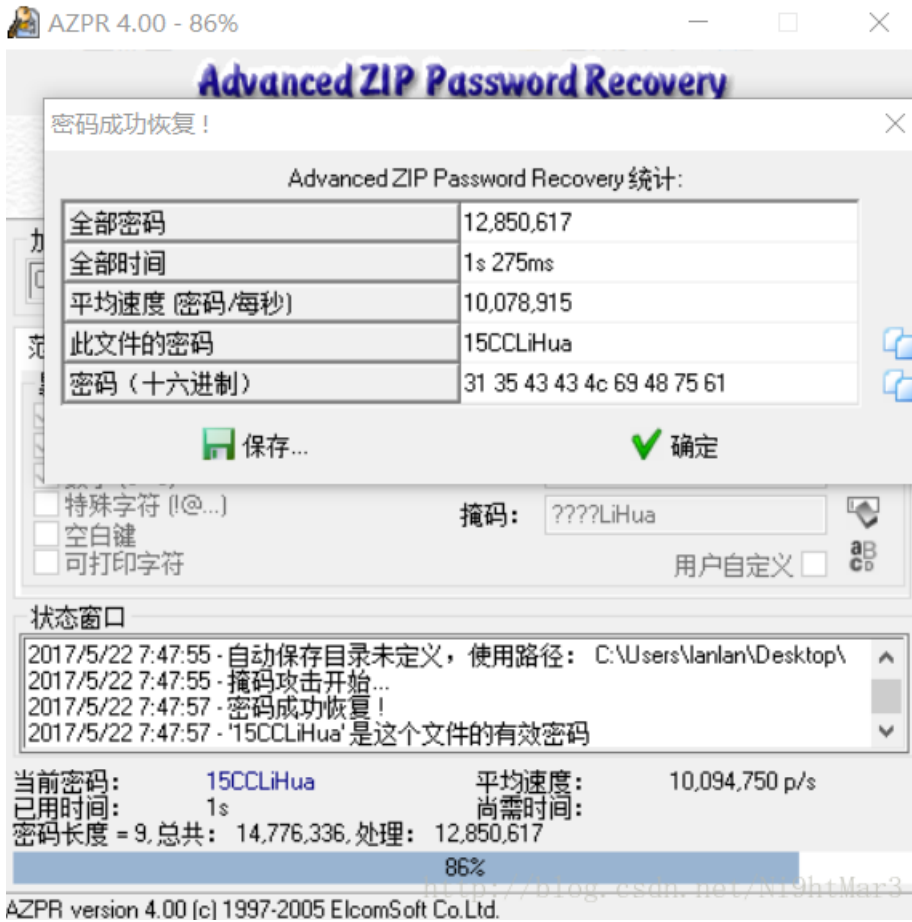 AZPR 4.00 - 86%
Advanced ZIP Password Recovery
密码成功恢复!
Advanced ZIP Password Recovery 统计:
全部密码 12,850,617
全部时间 1s 275ms
平均速度 (密码/每秒) 10,078,915
此文件的密码 15CCLiHua
密码（十六进制） 31 35 43 43 4c 69 48 75 61
保存... 确定
特殊字符 (!@...)
掩码： ????LiHua
空白键
可打印字符
用户自定义
状态窗口
2017/5/22 7:47:55 - 自动保存目录未定义，使用路径： C:\Users\lanlan\Desktop\
2017/5/22 7:47:55 - 掩码攻击开始...
2017/5/22 7:47:57 - 密码成功恢复!
2017/5/22 7:47:57 - '15CCLiHua' 是这个文件的有效密码
当前密码： 15CCLiHua 平均速度： 10,094,750 p/s
已用时间： 1s 尚需时间：
密码长度 = 9, 总共： 14,776,336, 处理： 12,850,617
86%
http://blog.csdn.net/Ni9htMar3
AZPR version 4.00 (c) 1997-2005 ElcomSoft Co.Ltd.